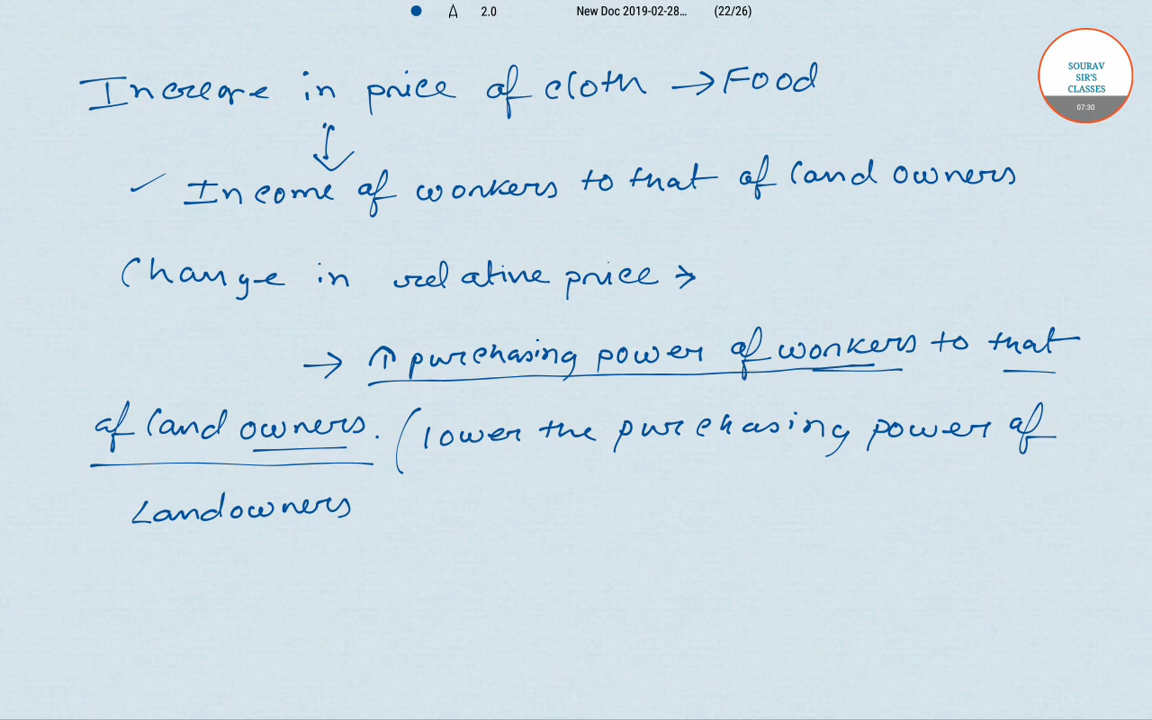 2.0 New Doc 2019-02-28... (22/26)
SOURAV
SIR'S
CLASSES
07:30
Increase in price of cloth → Food
↓
✓ Income of workers to that of land owners
Change in relative price →
→ ↑ purchasing power of workers to that
of land owners. (lower the purchasing power of
Landowners